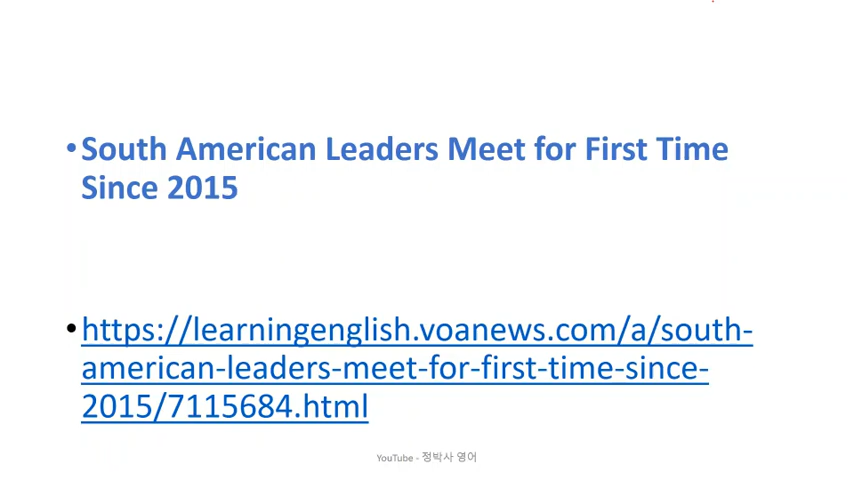 •South American Leaders Meet for First Time
Since 2015
•https://learningenglish.voanews.com/a/south-
american-leaders-meet-for-first-time-since-
2015/7115684.html
YouTube - 정박사 영어